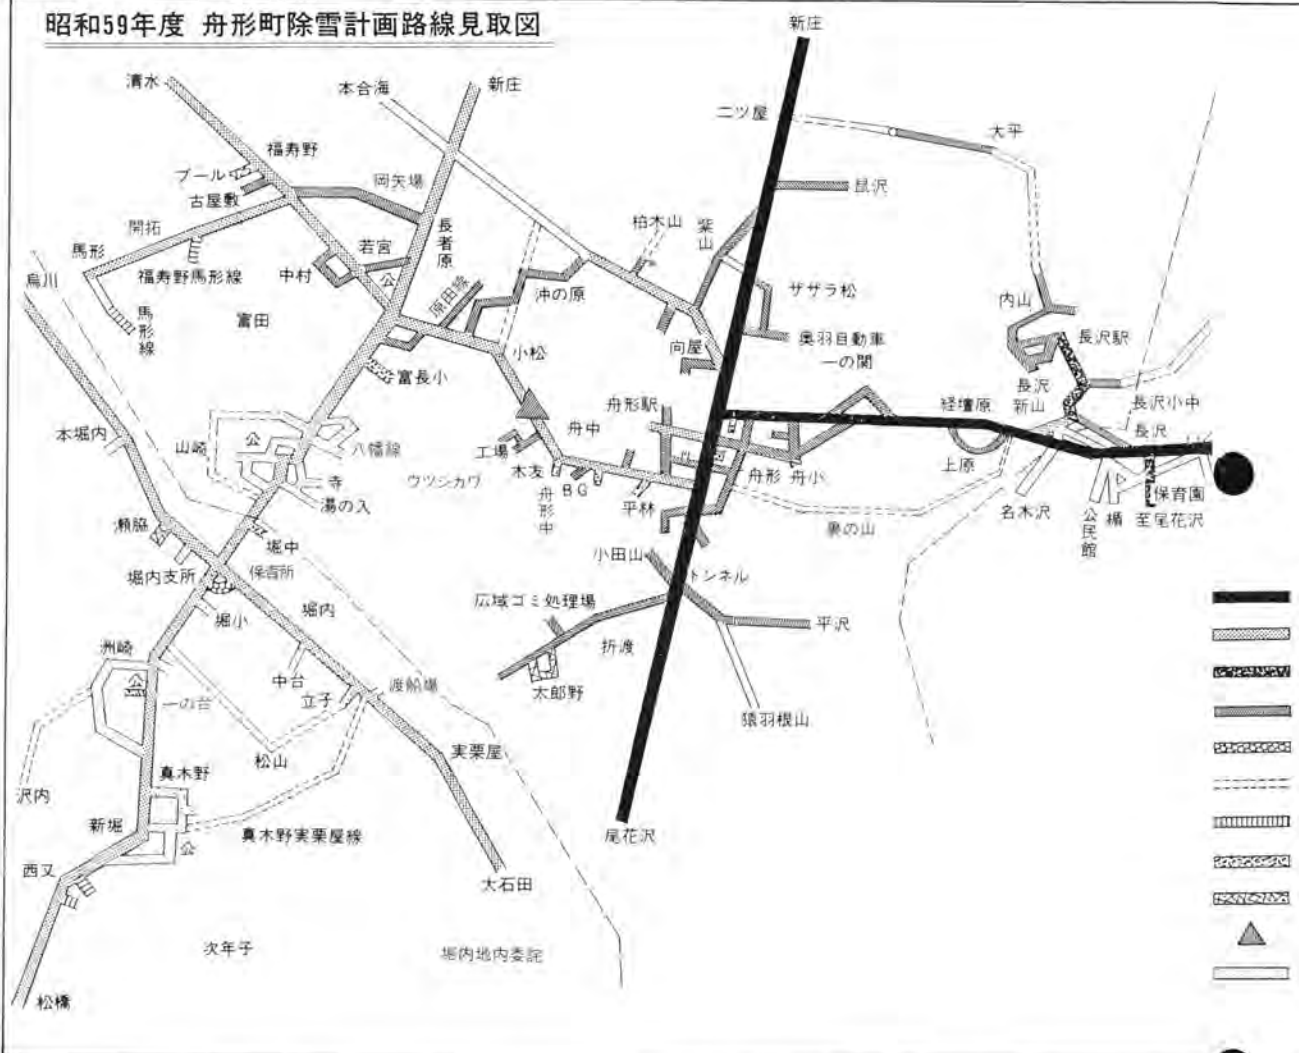 昭和59年度 舟形町除雪計画路線見取図
新庄
清水
本合海
新庄
二ツ屋
大平
福寿野
プール
古屋敷
岡矢場
鼠沢
開拓
馬形
長者原
柏木山
紫山
若宮
中村
公
福寿野馬形線
烏川
馬形線
原田線
沖の原
ザザラ松
内山
富田
小松
向屋
奥羽自動車
一の関
長沢駅
富長小
舟形駅
経壇原
長沢
新山
長沢小中
長沢
本堀内
山崎
公
八幡線
舟中
工場
木友
BG
舟形中
ウツシカワ
平林
舟形
舟小
上原
寺
湯の入
名木沢
公民館
楯
保育園
至尾花沢
瀬脇
堀中
裏の山
堀内支所
保育所
小田山
トンネル
堀小
堀内
広域ゴミ処理場
折渡
平沢
洲崎
公
一の台
中台
立子
渡船場
太郎野
猿羽根山
松山
実栗屋
沢内
真木野
新堀
公
真木野実栗屋線
尾花沢
西又
大石田
次年子
堀内地内委託
松橋